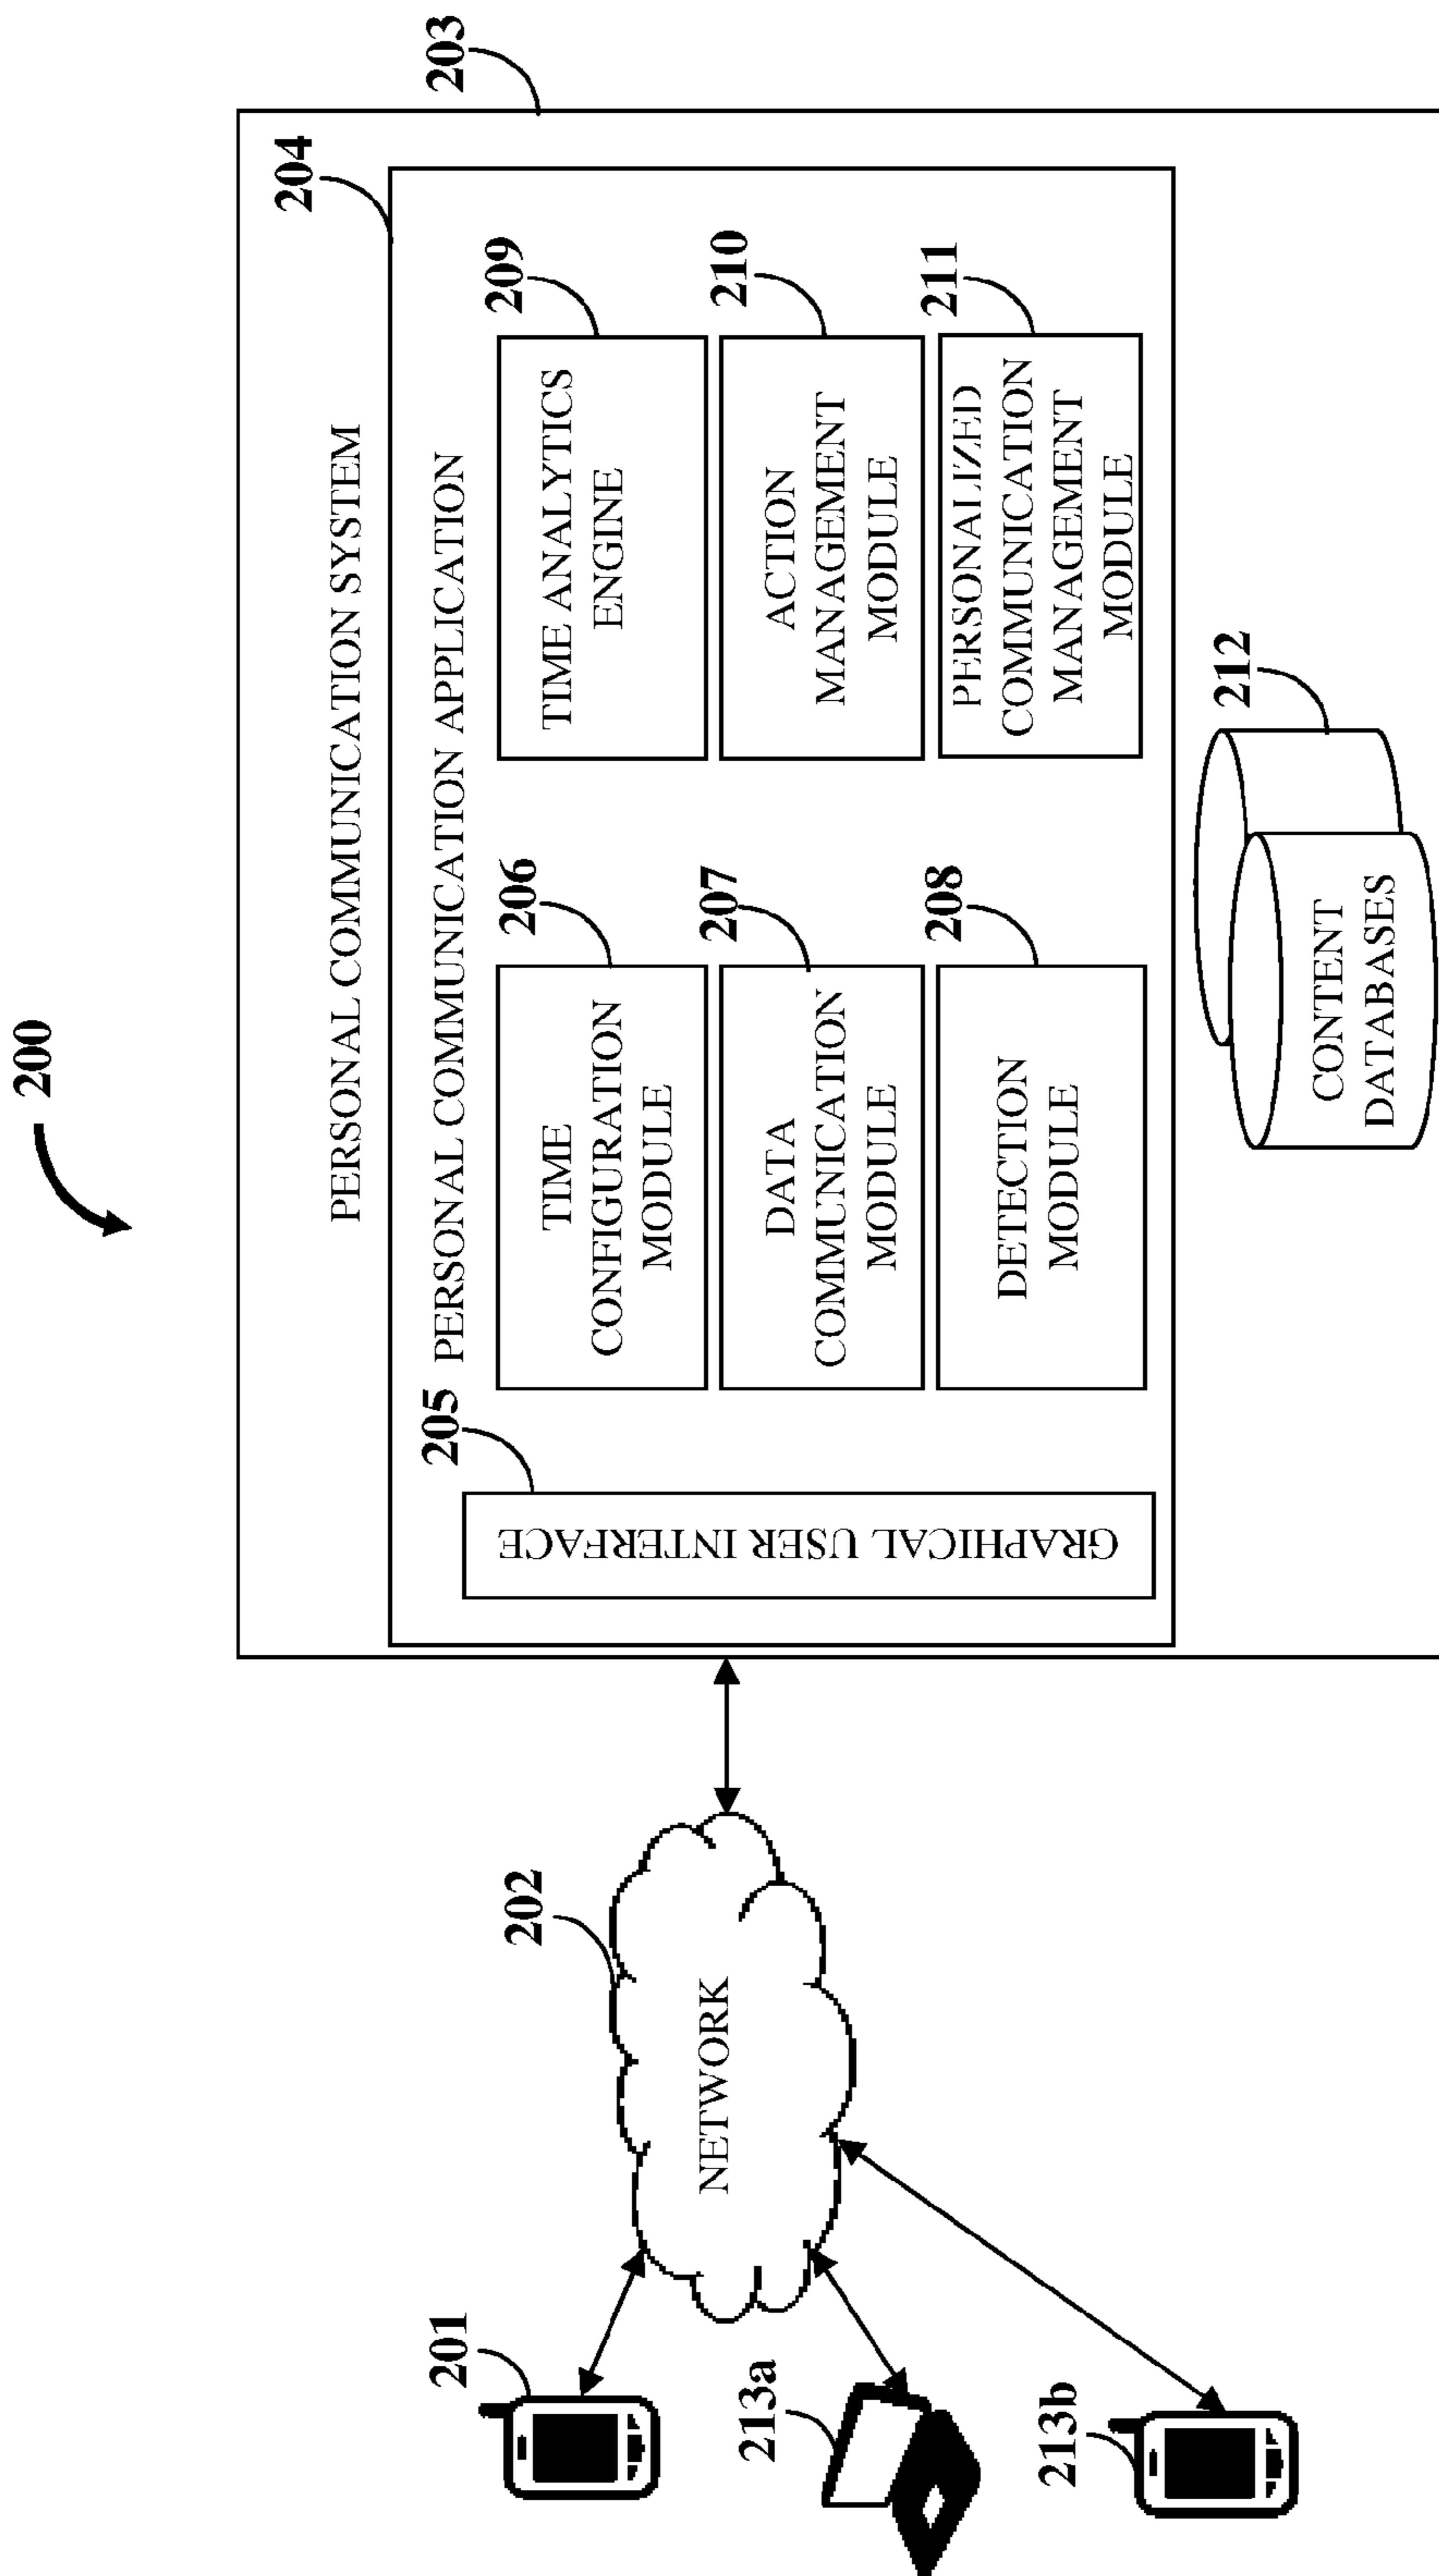 200
203
PERSONAL COMMUNICATION SYSTEM
204
PERSONAL COMMUNICATION APPLICATION
205
GRAPHICAL USER INTERFACE
206
TIME
CONFIGURATION
MODULE
209
TIME ANALYTICS
ENGINE
207
DATA
COMMUNICATION
MODULE
210
ACTION
MANAGEMENT
MODULE
208
DETECTION
MODULE
211
PERSONALIZED
COMMUNICATION
MANAGEMENT
MODULE
212
CONTENT
DATABASES
202
NETWORK
201
213a
213b